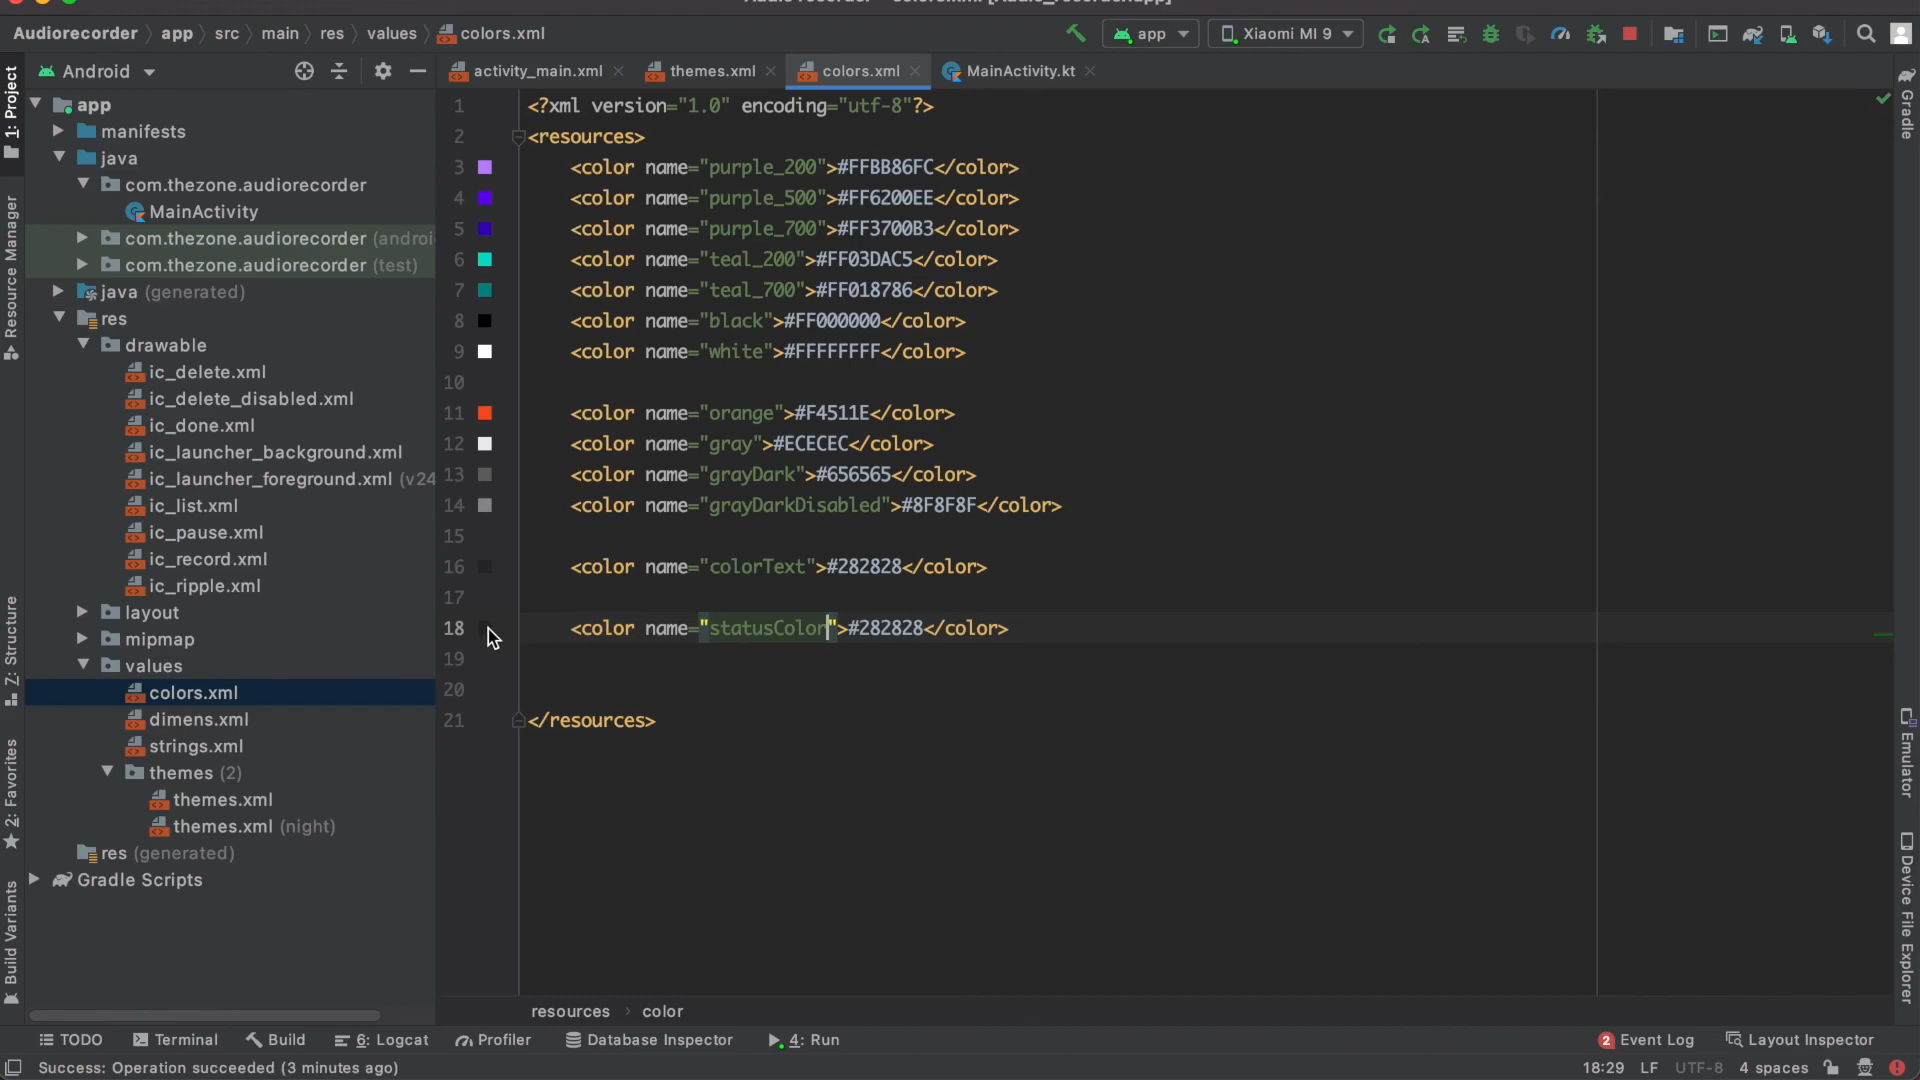 Audiorecorder app src main res values colors.xml
app Xiaomi MI 9
Android
activity_main.xml themes.xml colors.xml MainActivity.kt
1: Project
Resource Manager
Z: Structure
2: Favorites
Build Variants
app
manifests
java
com.thezone.audiorecorder
MainActivity
com.thezone.audiorecorder (androi
com.thezone.audiorecorder (test)
java (generated)
res
drawable
ic_delete.xml
ic_delete_disabled.xml
ic_done.xml
ic_launcher_background.xml
ic_launcher_foreground.xml (v24
ic_list.xml
ic_pause.xml
ic_record.xml
ic_ripple.xml
layout
mipmap
values
colors.xml
dimens.xml
strings.xml
themes (2)
themes.xml
themes.xml (night)
res (generated)
Gradle Scripts
1 <?xml version="1.0" encoding="utf-8"?>
2 <resources>
3 <color name="purple_200">#FFBB86FC</color>
4 <color name="purple_500">#FF6200EE</color>
5 <color name="purple_700">#FF3700B3</color>
6 <color name="teal_200">#FF03DAC5</color>
7 <color name="teal_700">#FF018786</color>
8 <color name="black">#FF000000</color>
9 <color name="white">#FFFFFFFF</color>
10
11 <color name="orange">#F4511E</color>
12 <color name="gray">#ECECEC</color>
13 <color name="grayDark">#656565</color>
14 <color name="grayDarkDisabled">#8F8F8F</color>
15
16 <color name="colorText">#282828</color>
17
18 <color name="statusColor">#282828</color>
19
20
21 </resources>
Gradle
Emulator
Device File Explorer
resources color
TODO Terminal Build 6: Logcat Profiler Database Inspector 4: Run 2 Event Log Layout Inspector
Success: Operation succeeded (3 minutes ago) 18:29 LF UTF-8 4 spaces